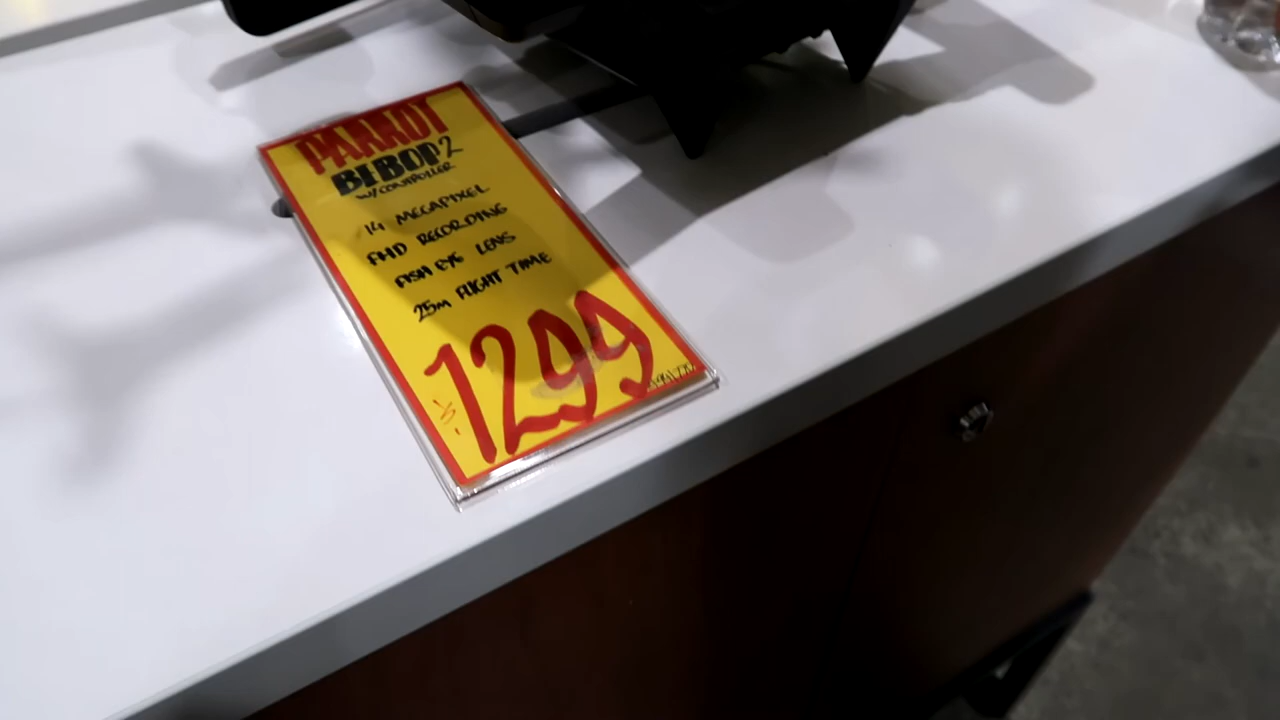 PARROT
BEBOP 2
W/CONTROLLER
14 MEGAPIXEL
FHD RECORDING
FISH EYE LENS
25m FLIGHT TIME
1299